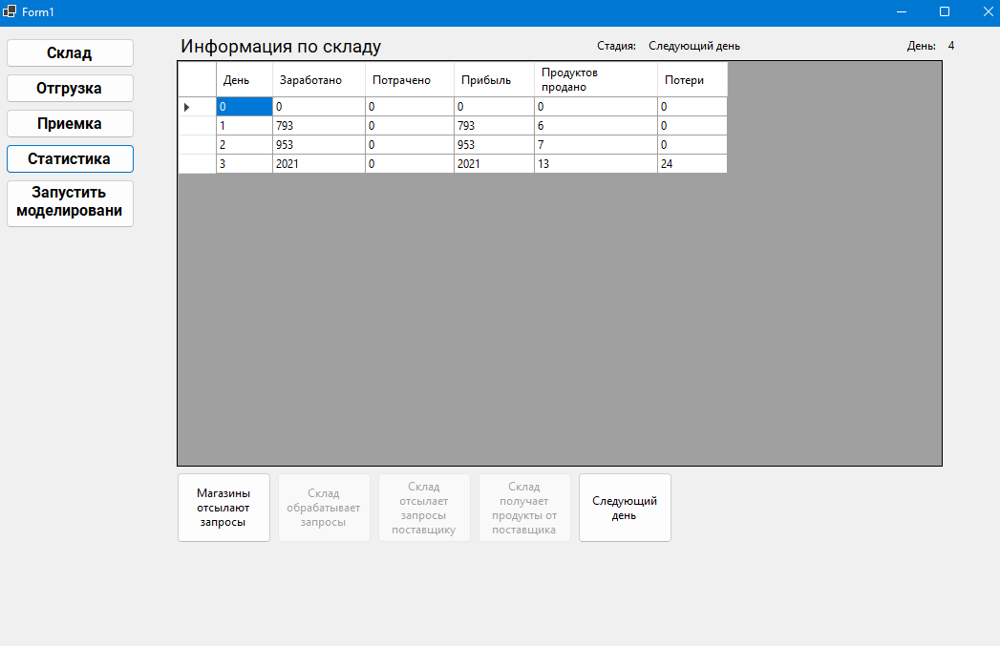 Form1
Склад
Отгрузка
Приемка
Статистика
Запустить
моделировани
Информация по складу
Стадия: Следующий день
День: 4
День Заработано Потрачено Прибыль Продуктов продано Потери
0 0 0 0 0 0
1 793 0 793 6 0
2 953 0 953 7 0
3 2021 0 2021 13 24
Магазины
отсылают
запросы
Склад
обрабатывает
запросы
Склад
отсылает
запросы
поставщику
Склад
получает
продукты от
поставщика
Следующий
день